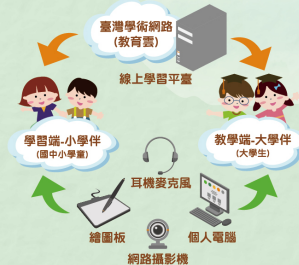 臺灣學術網路
(教育雲)
線上學習平臺
學習端-小學伴
(國中小學童)
教學端-大學伴
(大學生)
耳機麥克風
繪圖板
個人電腦
網路攝影機